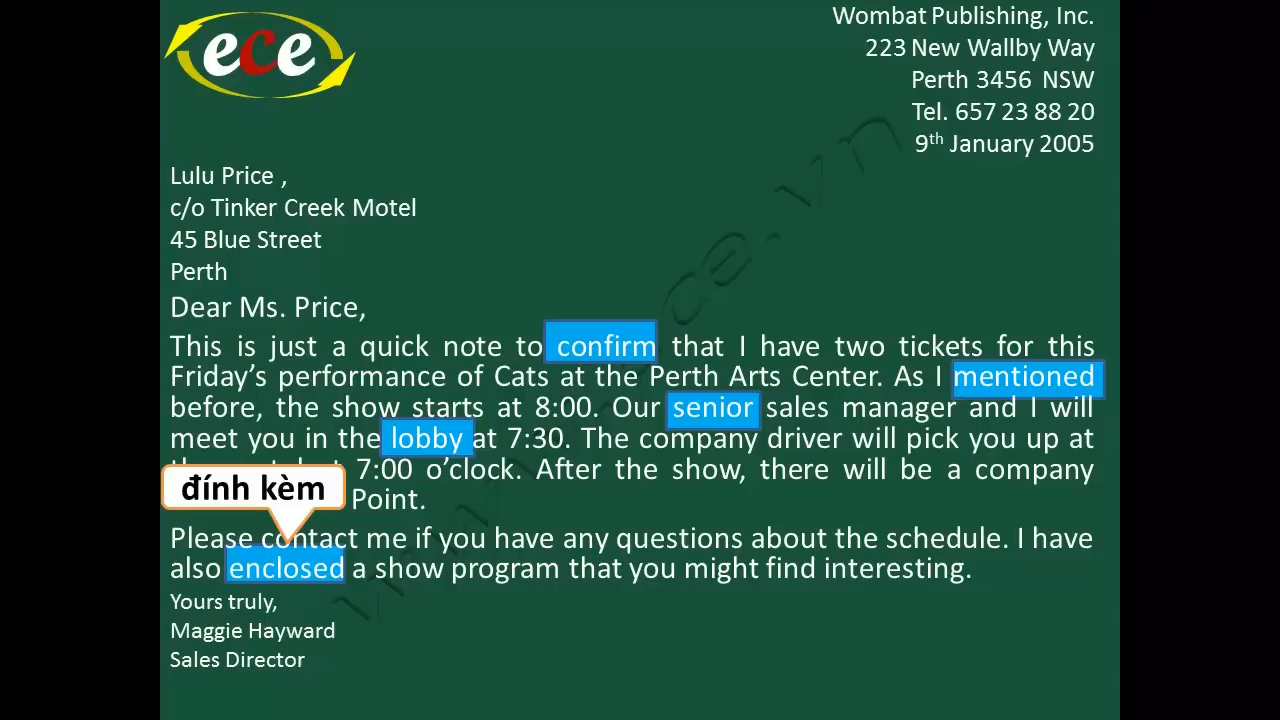 ece
Wombat Publishing, Inc.
223 New Wallby Way
Perth 3456 NSW
Tel. 657 23 88 20
9th January 2005
Lulu Price ,
c/o Tinker Creek Motel
45 Blue Street
Perth
Dear Ms. Price,
This is just a quick note to confirm that I have two tickets for this
Friday’s performance of Cats at the Perth Arts Center. As I mentioned
before, the show starts at 8:00. Our senior sales manager and I will
meet you in the lobby at 7:30. The company driver will pick you up at
7:00 o’clock. After the show, there will be a company
đính kèm
Point.
Please contact me if you have any questions about the schedule. I have
also enclosed a show program that you might find interesting.
Yours truly,
Maggie Hayward
Sales Director